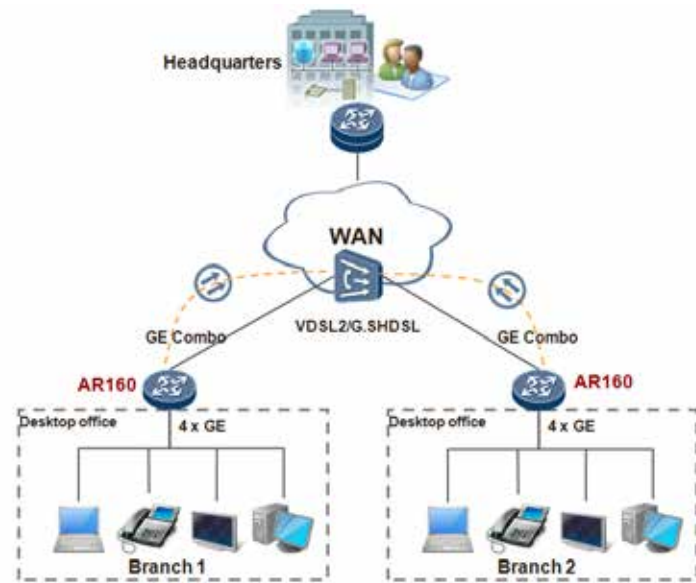 Headquarters
WAN
VDSL2/G.SHDSL
GE Combo
GE Combo
AR160
AR160
Desktop office
4 x GE
Desktop office
4 x GE
Branch 1
Branch 2